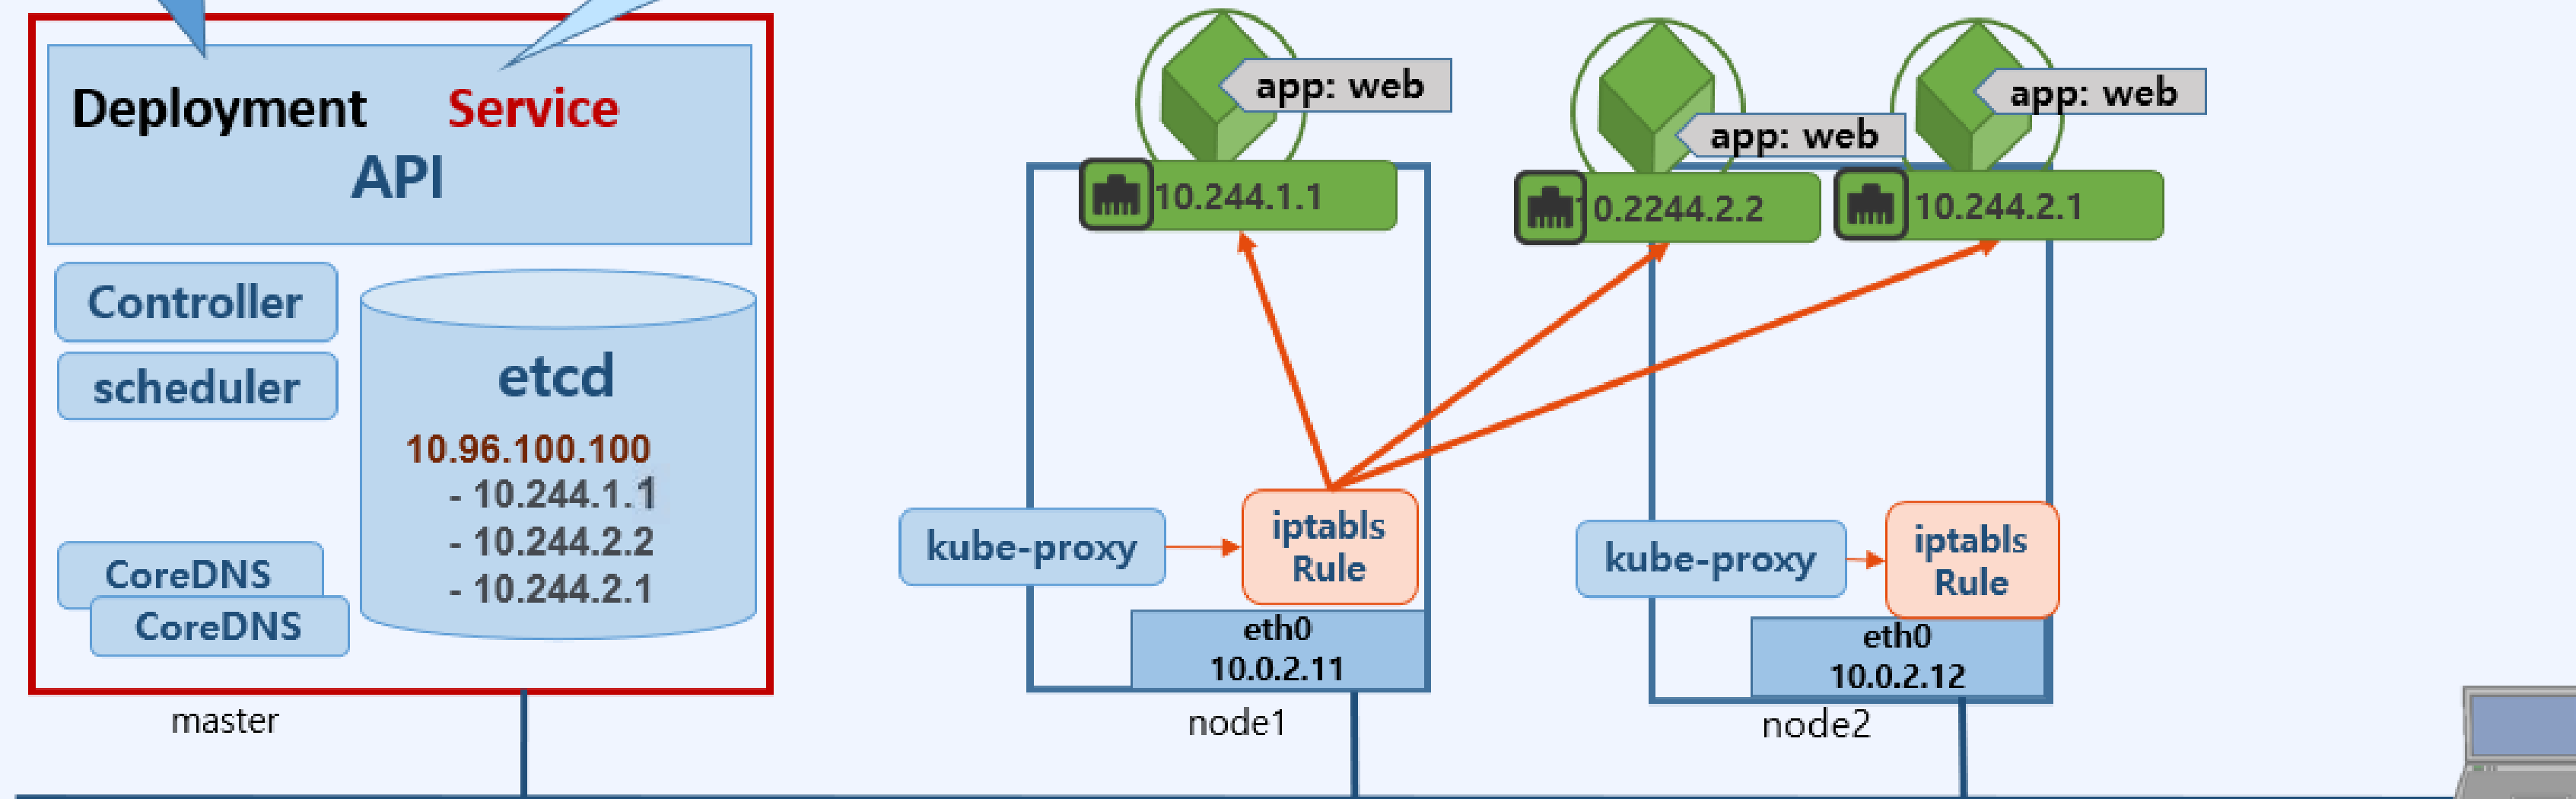 Deployment Service
API
Controller
scheduler
etcd
10.96.100.100
- 10.244.1.1
- 10.244.2.2
- 10.244.2.1
CoreDNS
CoreDNS
master
app: web
10.244.1.1
kube-proxy
iptabls
Rule
eth0
10.0.2.11
node1
app: web
10.2244.2.2
app: web
10.244.2.1
kube-proxy
iptabls
Rule
eth0
10.0.2.12
node2